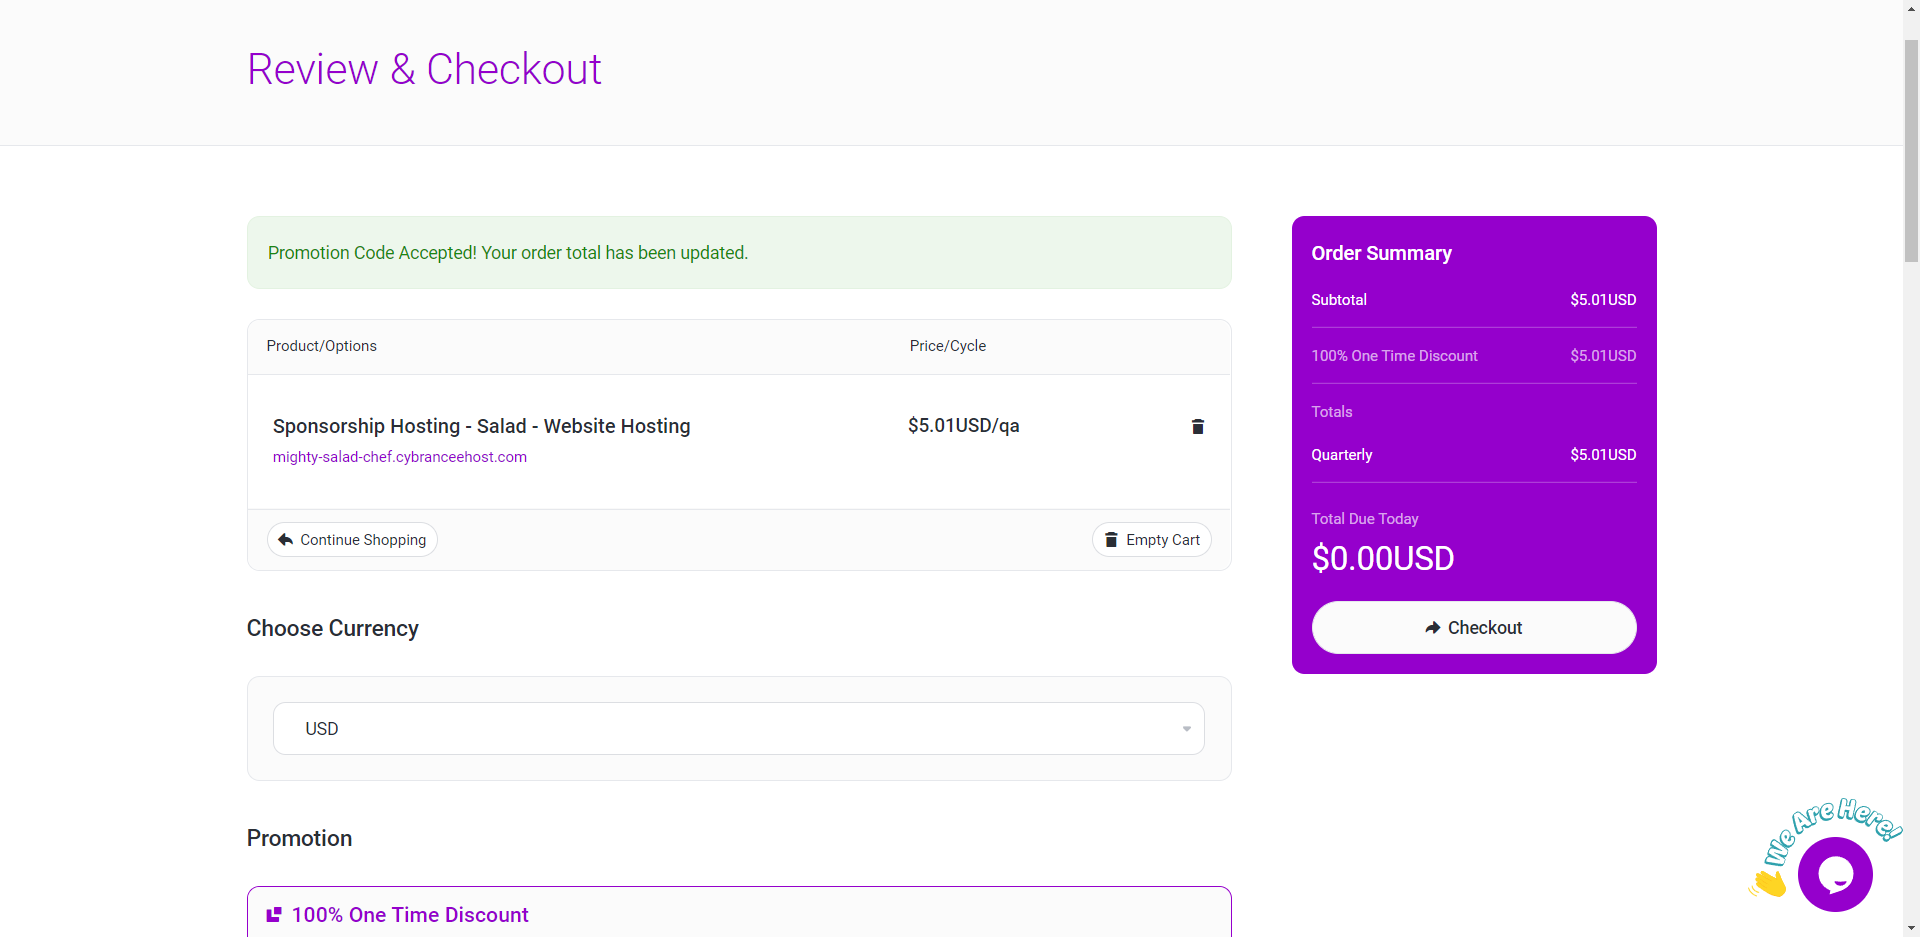 Review & Checkout
Promotion Code Accepted! Your order total has been updated.
Product/Options
Price/Cycle
Sponsorship Hosting - Salad - Website Hosting
$5.01USD/qa
mighty-salad-chef.cybranceehost.com
Continue Shopping
Empty Cart
Choose Currency
USD
Promotion
100% One Time Discount
Order Summary
Subtotal $5.01USD
100% One Time Discount $5.01USD
Totals
Quarterly $5.01USD
Total Due Today
$0.00USD
Checkout
We Are Here!